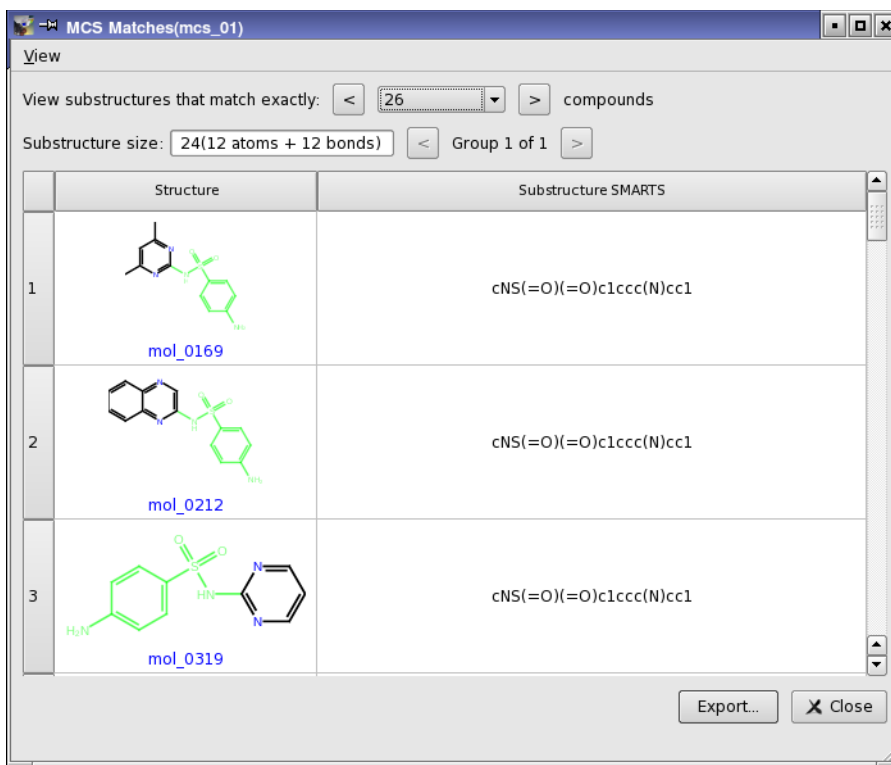 MCS Matches(mcs_01)
View
View substructures that match exactly: < 26 > compounds
Substructure size: 24(12 atoms + 12 bonds) < Group 1 of 1 >
Structure Substructure SMARTS
1 cNS(=O)(=O)c1ccc(N)cc1
N
N
N
H
S
O
O
NH₂
mol_0169
2 cNS(=O)(=O)c1ccc(N)cc1
N
N
N
H
S
O
O
NH₂
mol_0212
3 cNS(=O)(=O)c1ccc(N)cc1
O
O
S
N
HN
N
H₂N
mol_0319
Export... Close